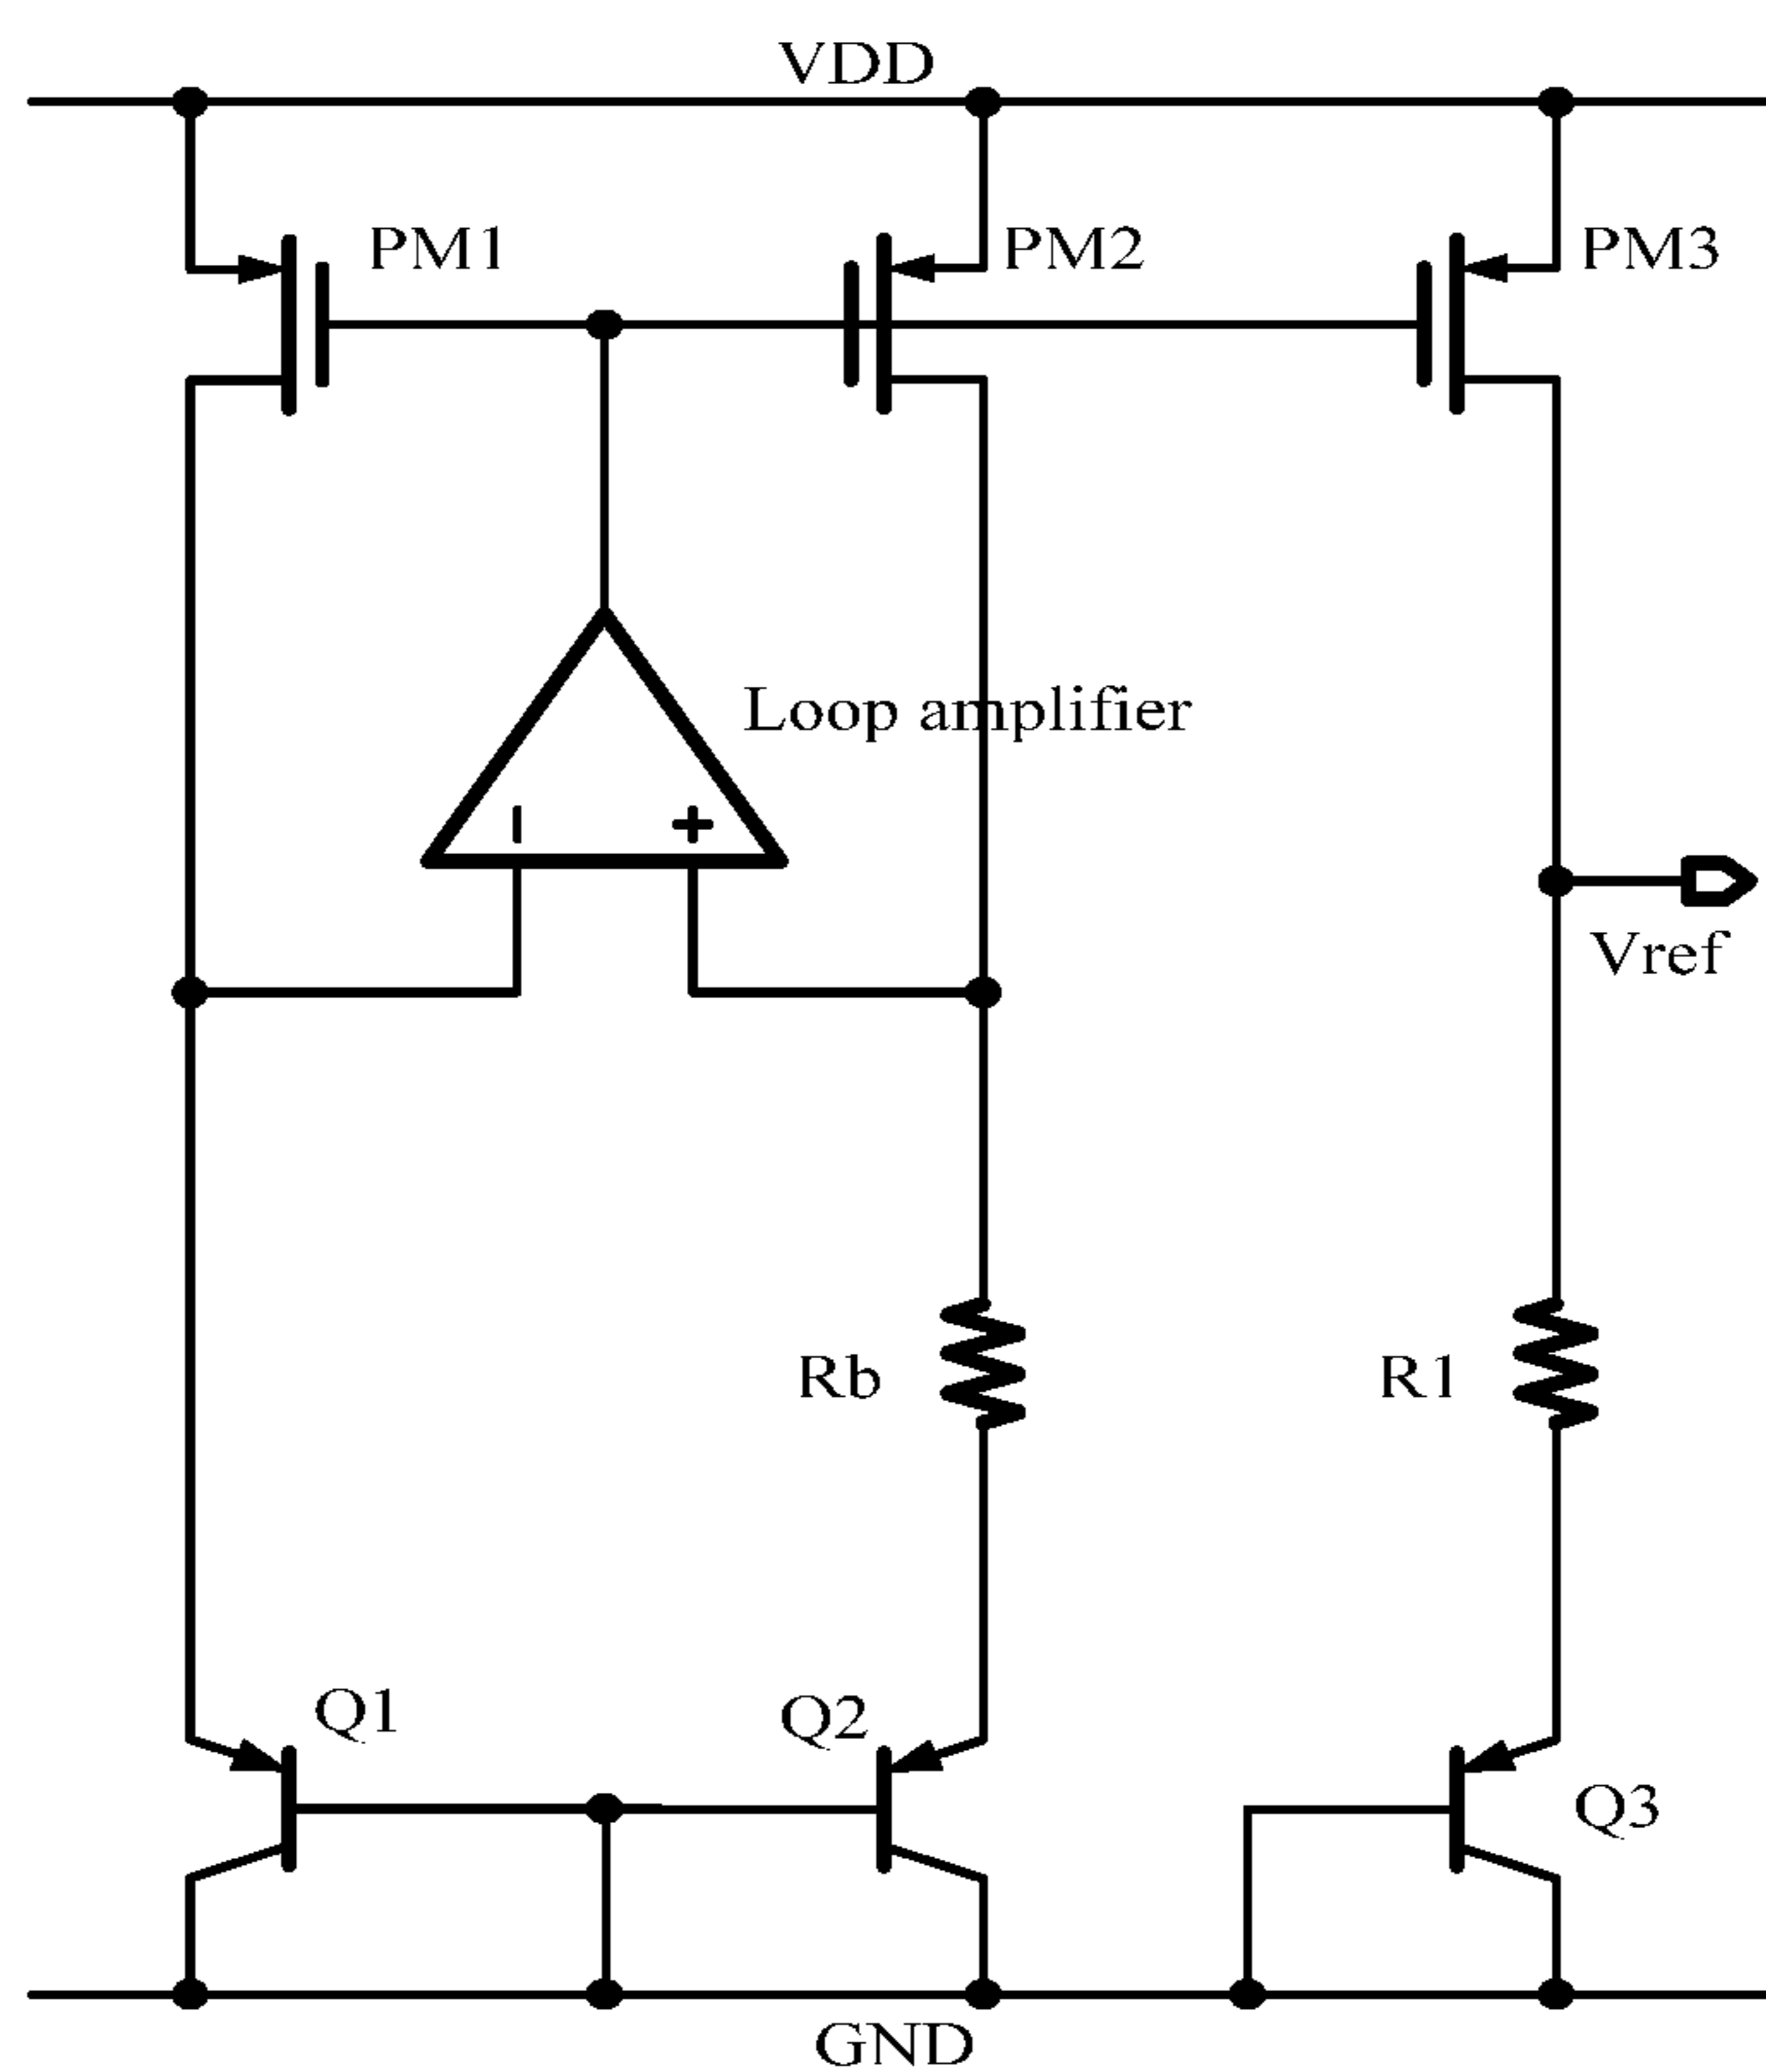 VDD
PM1
PM2
PM3
Loop amplifier
- +
Vref
Rb
R1
Q1
Q2
Q3
GND